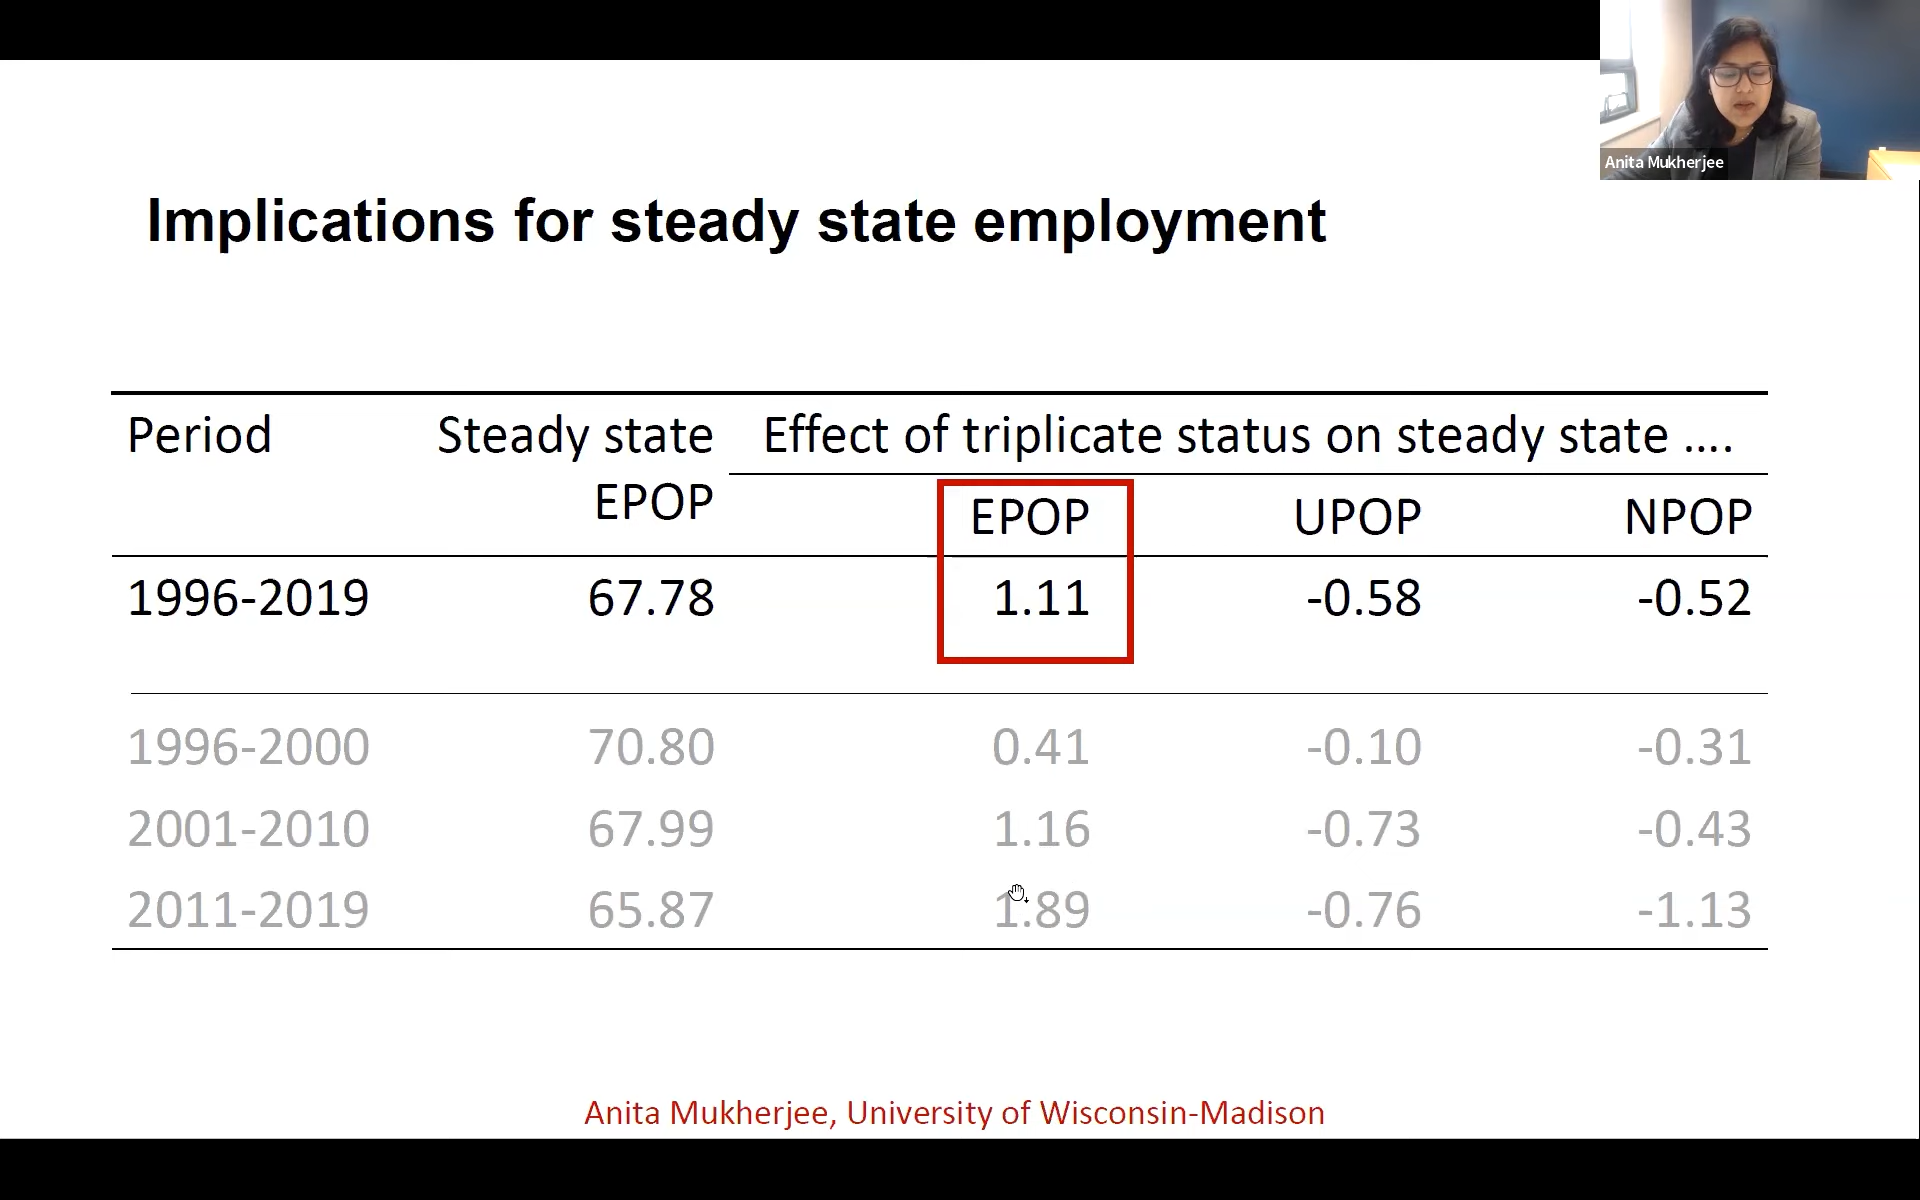 Anita Mukherjee
Implications for steady state employment
Period Steady state Effect of triplicate status on steady state ....
EPOP EPOP UPOP NPOP
1996-2019 67.78 1.11 -0.58 -0.52
1996-2000 70.80 0.41 -0.10 -0.31
2001-2010 67.99 1.16 -0.73 -0.43
2011-2019 65.87 1.89 -0.76 -1.13
Anita Mukherjee, University of Wisconsin-Madison